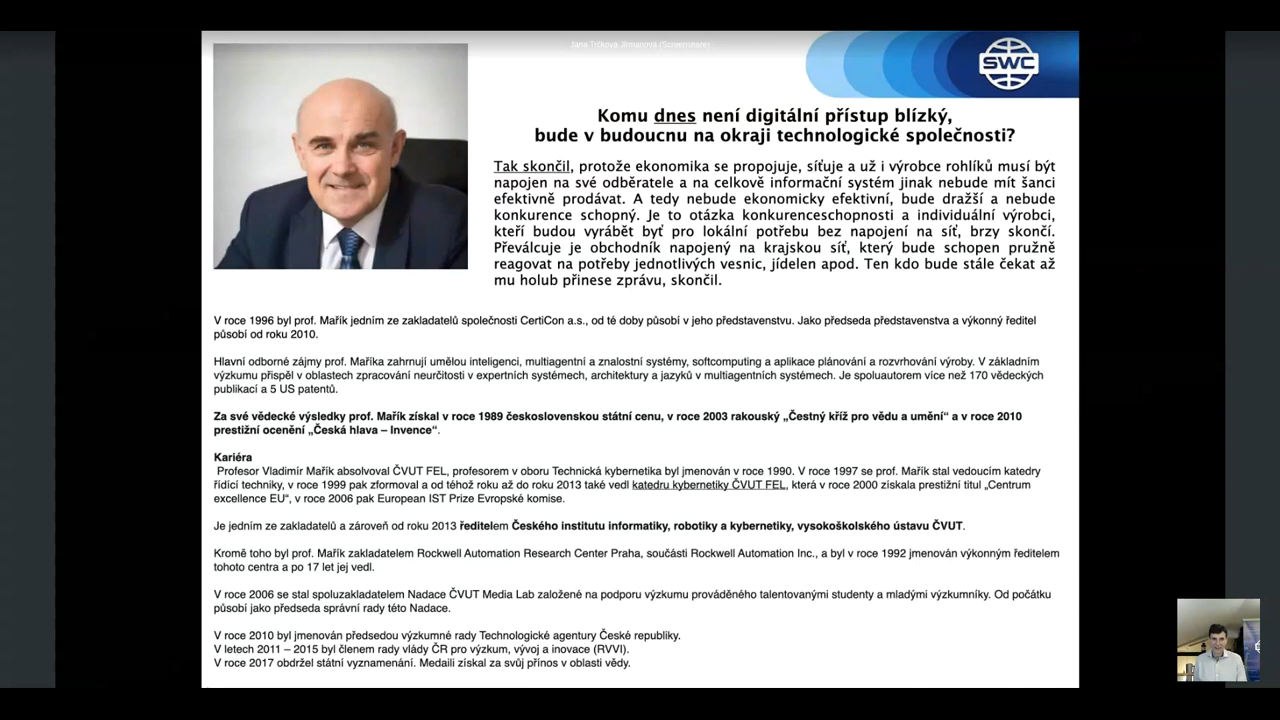 Jana Trčková Jirmanová (Screenshare)
SWC
Komu dnes není digitální přístup blízký,
bude v budoucnu na okraji technologické společnosti?
Tak skončil, protože ekonomika se propojuje, síťuje a už i výrobce rohlíků musí být
napojen na své odběratele a na celkově informační systém jinak nebude mít šanci
efektivně prodávat. A tedy nebude ekonomicky efektivní, bude dražší a nebude
konkurence schopný. Je to otázka konkurenceschopnosti a individuální výrobci,
kteří budou vyrábět byť pro lokální potřebu bez napojení na síť, brzy skončí.
Převálcuje je obchodník napojený na krajskou síť, který bude schopen pružně
reagovat na potřeby jednotlivých vesnic, jídelen apod. Ten kdo bude stále čekat až
mu holub přinese zprávu, skončil.
V roce 1996 byl prof. Mařík jedním ze zakladatelů společnosti CertiCon a.s., od té doby působí v jeho představenstvu. Jako předseda představenstva a výkonný ředitel
působí od roku 2010.
Hlavní odborné zájmy prof. Maříka zahrnují umělou inteligenci, multiagentní a znalostní systémy, softcomputing a aplikace plánování a rozvrhování výroby. V základním
výzkumu přispěl v oblastech zpracování neurčitosti v expertních systémech, architektury a jazyků v multiagentních systémech. Je spoluautorem více než 170 vědeckých
publikací a 5 US patentů.
Za své vědecké výsledky prof. Mařík získal v roce 1989 československou státní cenu, v roce 2003 rakouský „Čestný kříž pro vědu a umění" a v roce 2010
prestižní ocenění „Česká hlava – Invence".
Kariéra
Profesor Vladimír Mařík absolvoval ČVUT FEL, profesorem v oboru Technická kybernetika byl jmenován v roce 1990. V roce 1997 se prof. Mařík stal vedoucím katedry
řídící techniky, v roce 1999 pak zformoval a od téhož roku až do roku 2013 také vedl katedru kybernetiky ČVUT FEL, která v roce 2000 získala prestižní titul „Centrum
excellence EU", v roce 2006 pak European IST Prize Evropské komise.
Je jedním ze zakladatelů a zároveň od roku 2013 ředitelem Českého institutu informatiky, robotiky a kybernetiky, vysokoškolského ústavu ČVUT.
Kromě toho byl prof. Mařík zakladatelem Rockwell Automation Research Center Praha, součásti Rockwell Automation Inc., a byl v roce 1992 jmenován výkonným ředitelem
tohoto centra a po 17 let jej vedl.
V roce 2006 se stal spoluzakladatelem Nadace ČVUT Media Lab založené na podporu výzkumu prováděného talentovanými studenty a mladými výzkumníky. Od počátku
působí jako předseda správní rady této Nadace.
V roce 2010 byl jmenován předsedou výzkumné rady Technologické agentury České republiky.
V letech 2011 – 2015 byl členem rady vlády ČR pro výzkum, vývoj a inovace (RVVI).
V roce 2017 obdržel státní vyznamenání. Medaili získal za svůj přínos v oblasti vědy.